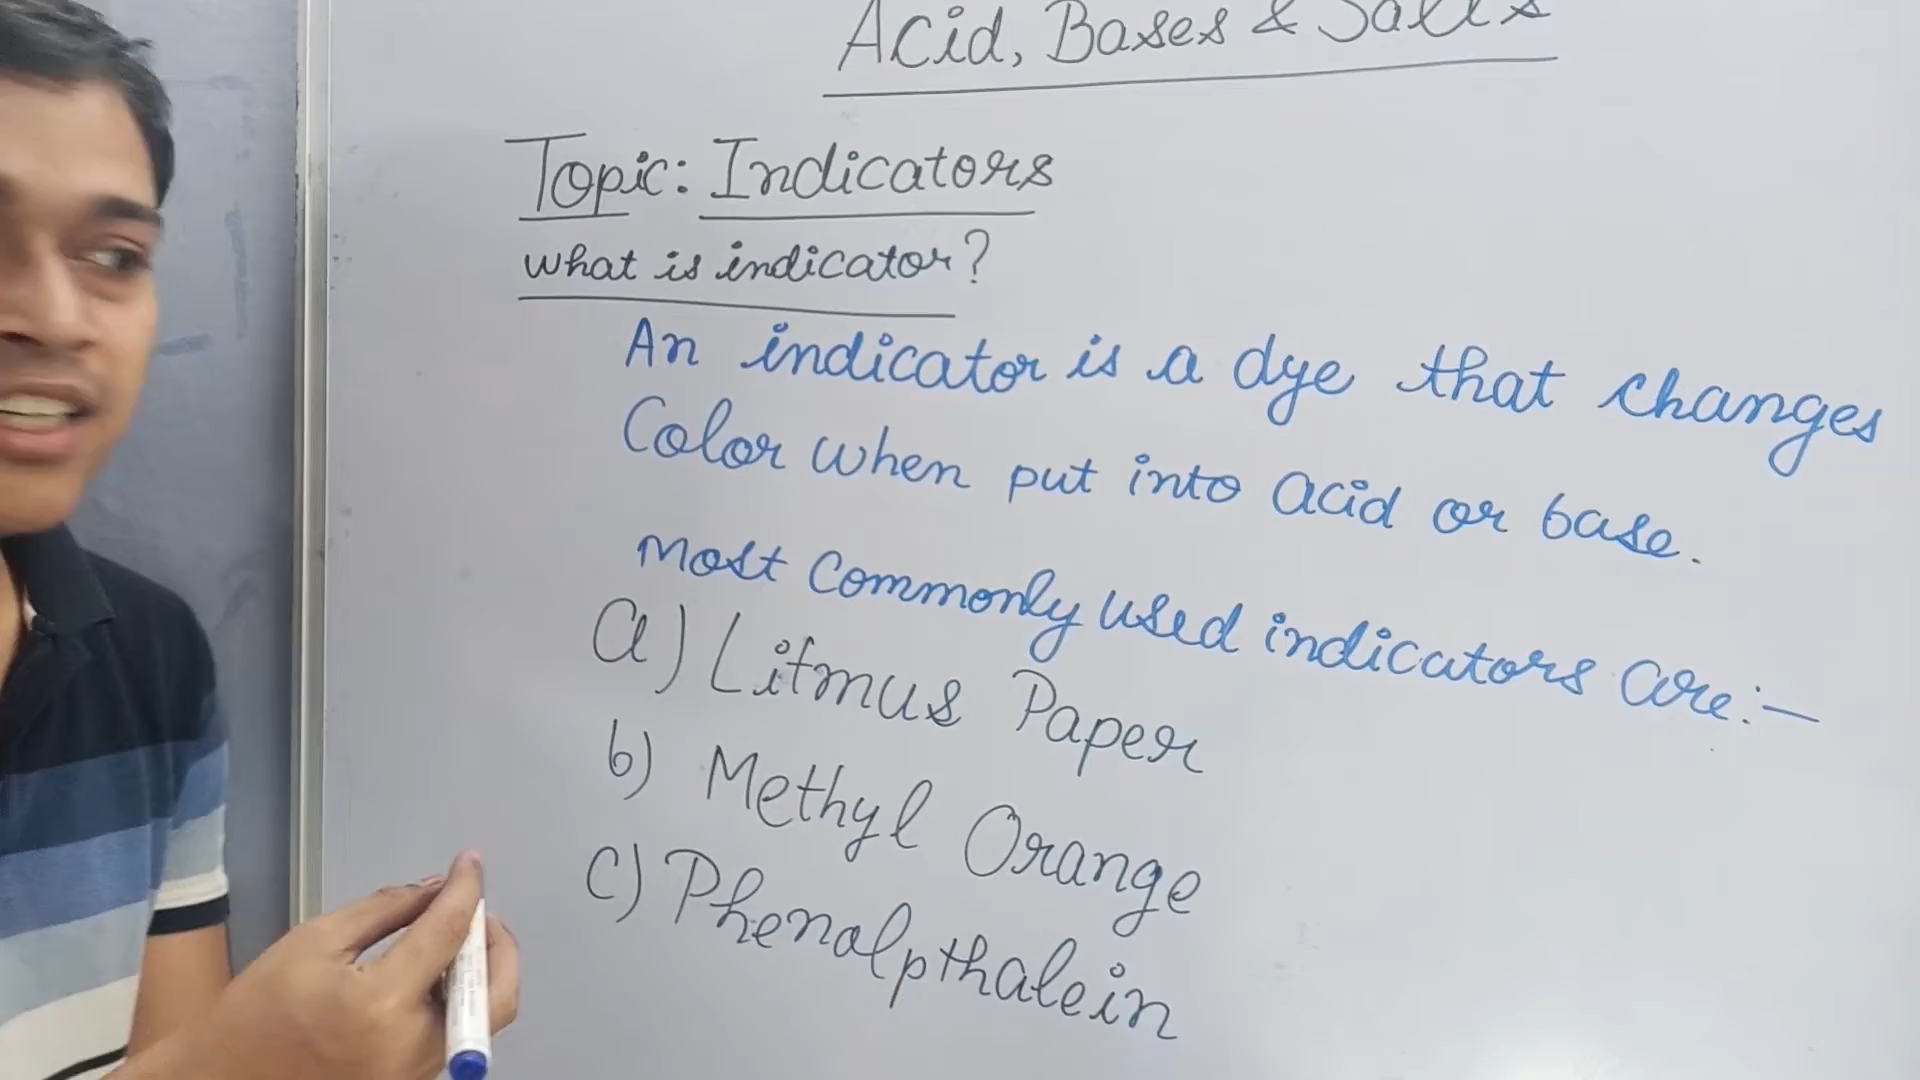 Acid, Bases & Salts
Topic: Indicators
what is indicator?
An indicator is a dye that changes
Color when put into acid or base.
Most Commonly used indicators are:-
a) Litmus Paper
b) Methyl Orange
c) Phenolpthalein